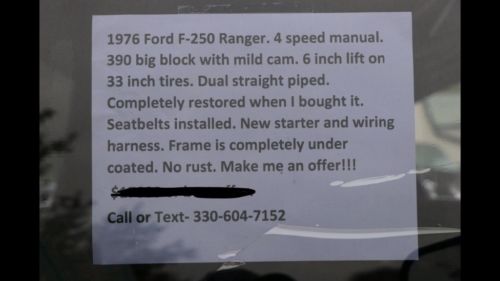 1976 Ford F-250 Ranger. 4 speed manual.
390 big block with mild cam. 6 inch lift on
33 inch tires. Dual straight piped.
Completely restored when I bought it.
Seatbelts installed. New starter and wiring
harness. Frame is completely under
coated. No rust. Make me an offer!!!
Call or Text- 330-604-7152